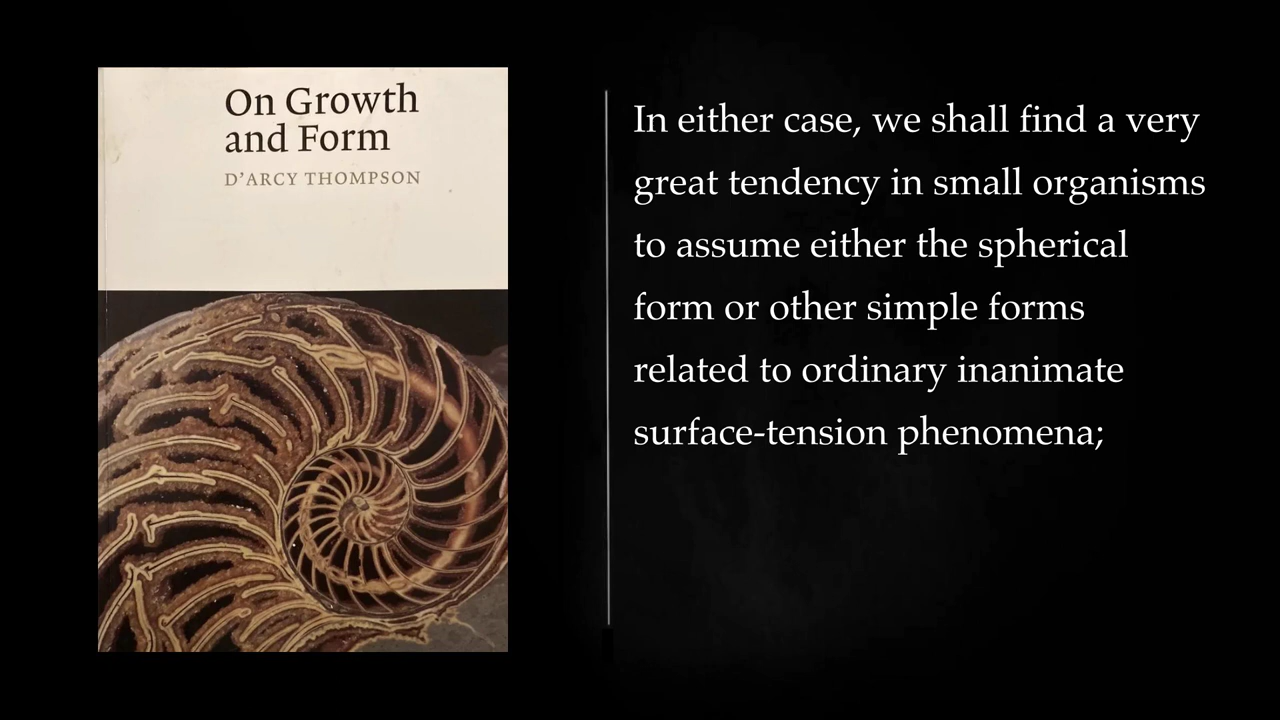 On Growth
and Form
D'ARCY THOMPSON
In either case, we shall find a very
great tendency in small organisms
to assume either the spherical
form or other simple forms
related to ordinary inanimate
surface-tension phenomena;